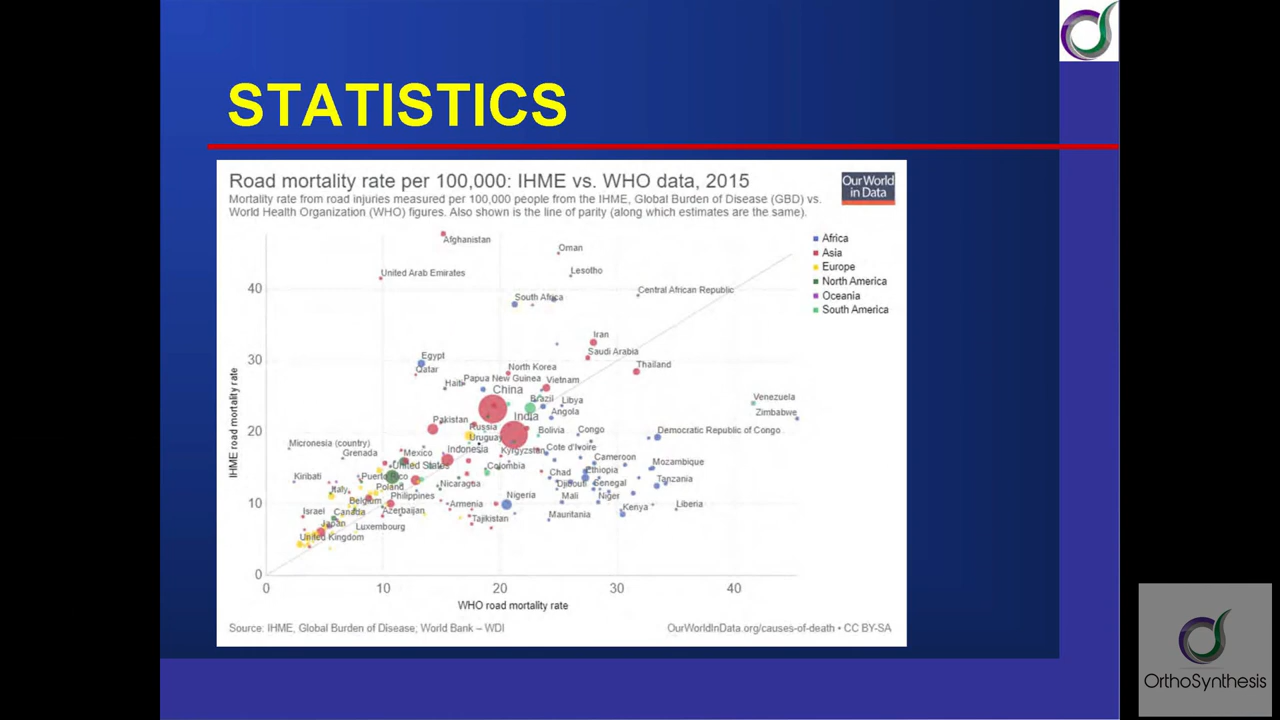 STATISTICS
Road mortality rate per 100,000: IHME vs. WHO data, 2015
Mortality rate from road injuries measured per 100,000 people from the IHME, Global Burden of Disease (GBD) vs.
World Health Organization (WHO) figures. Also shown is the line of parity (along which estimates are the same).
Our World
in Data
Africa
Asia
Europe
North America
Oceania
South America
IHME road mortality rate
40
30
20
10
0
Afghanistan
Oman
United Arab Emirates
Lesotho
South Africa
Central African Republic
Iran
Saudi Arabia
Egypt
Thailand
Qatar
North Korea
Haiti
Papua New Guinea
Vietnam
China
Brazil
Libya
Venezuela
Angola
Zimbabwe
Pakistan
India
Russia
Bolivia
Congo
Democratic Republic of Congo
Uruguay
Micronesia (country)
Grenada
Mexico
Indonesia
Kyrgyzstan
Cote d'Ivoire
Cameroon
United States
Colombia
Mozambique
Kiribati
Puerto Rico
Chad
Ethiopia
Tanzania
Italy
Poland
Nicaragua
Djibouti
Senegal
Belgium
Philippines
Nigeria
Mali
Niger
Armenia
Liberia
Israel
Canada
Azerbaijan
Kenya
Japan
Luxembourg
Tajikistan
Mauritania
United Kingdom
0
10
20
30
40
WHO road mortality rate
Source: IHME, Global Burden of Disease; World Bank – WDI
OurWorldInData.org/causes-of-death • CC BY-SA
OrthoSynthesis